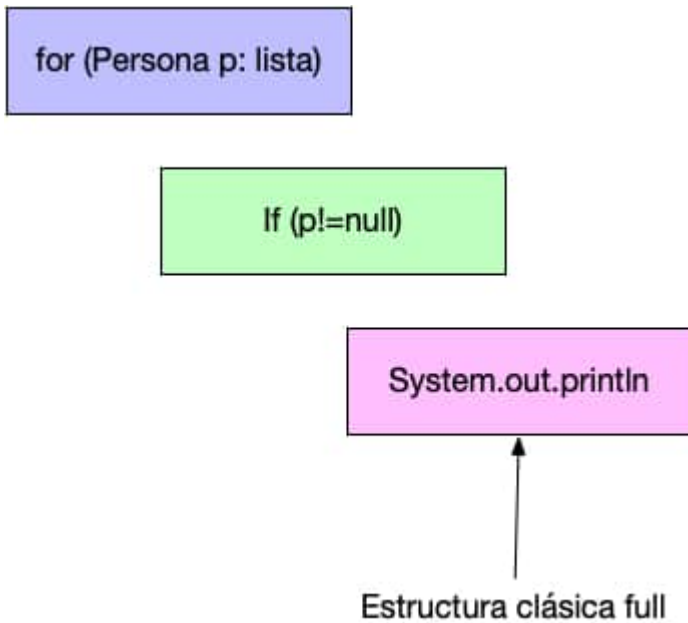 for (Persona p: lista)
If (p!=null)
System.out.println
Estructura clásica full